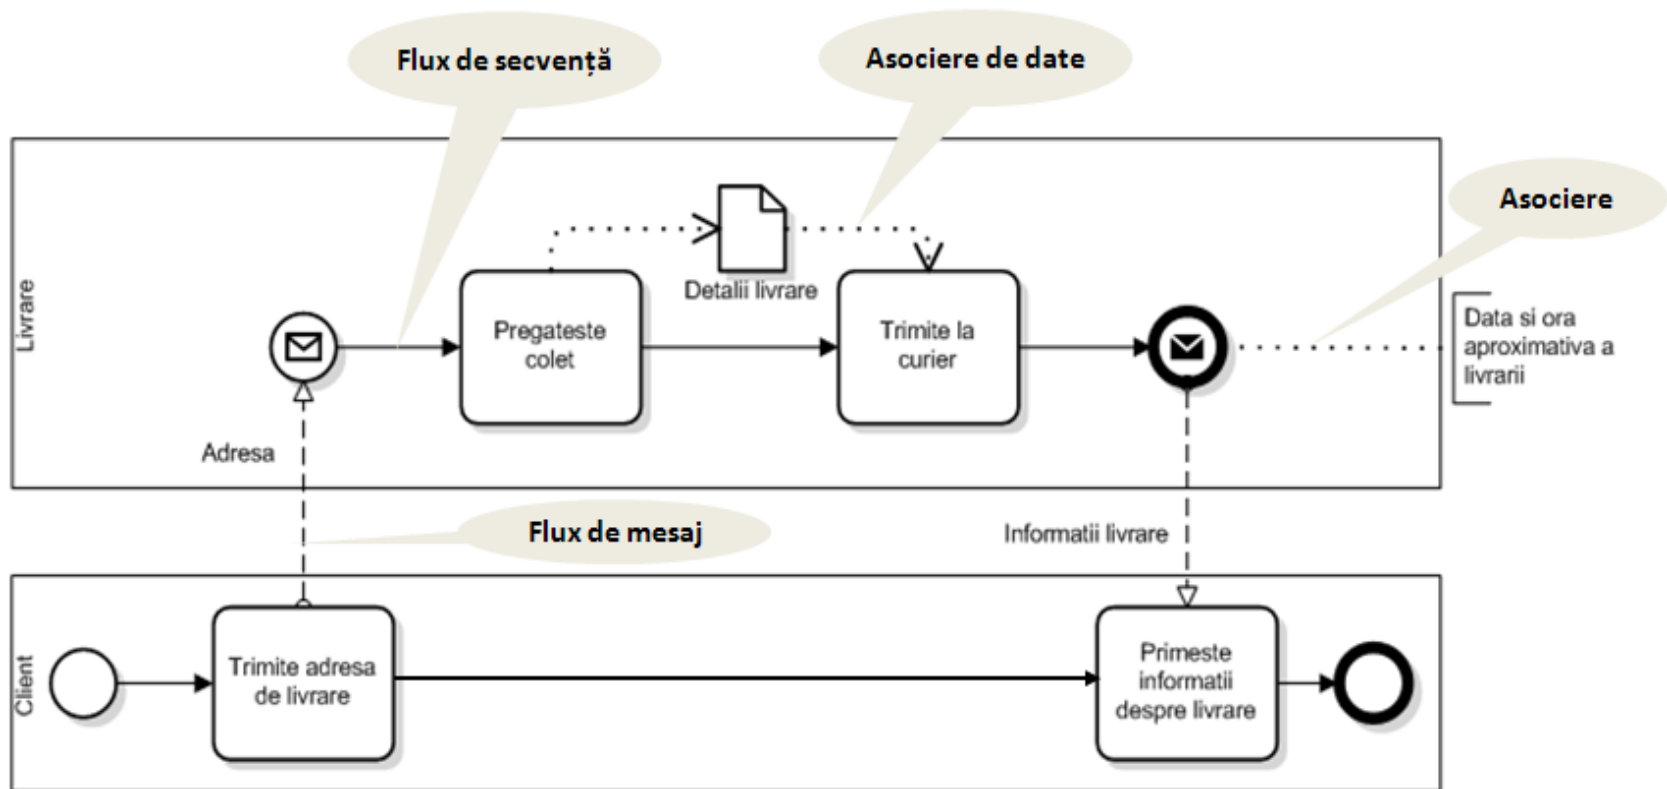 Flux de secvență
Asociere de date
Asociere
Livrare
Detalii livrare
Pregateste
colet
Trimite la
curier
Data si ora
aproximativa a
livrarii
Adresa
Flux de mesaj
Informatii livrare
Client
Trimite adresa
de livrare
Primeste
informatii
despre livrare